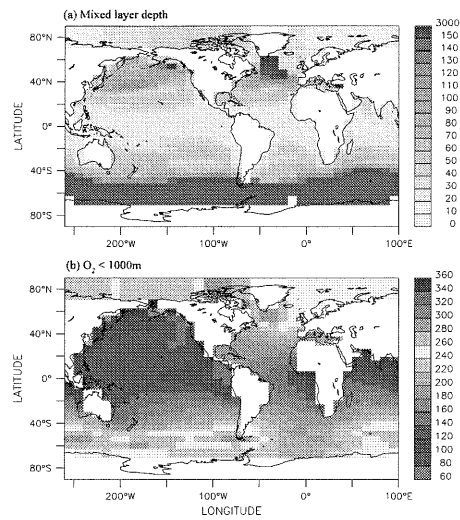 (a) Mixed layer depth
80°N
40°N
0°
40°S
80°S
LATITUDE
200°W
100°W
0°
100°E
3000
150
140
130
120
110
100
90
80
70
60
50
40
30
20
10
0
(b) O₂ < 1000m
80°N
40°N
0°
40°S
80°S
LATITUDE
200°W
100°W
0°
100°E
LONGITUDE
360
340
320
300
280
260
240
220
200
180
160
140
120
100
80
60